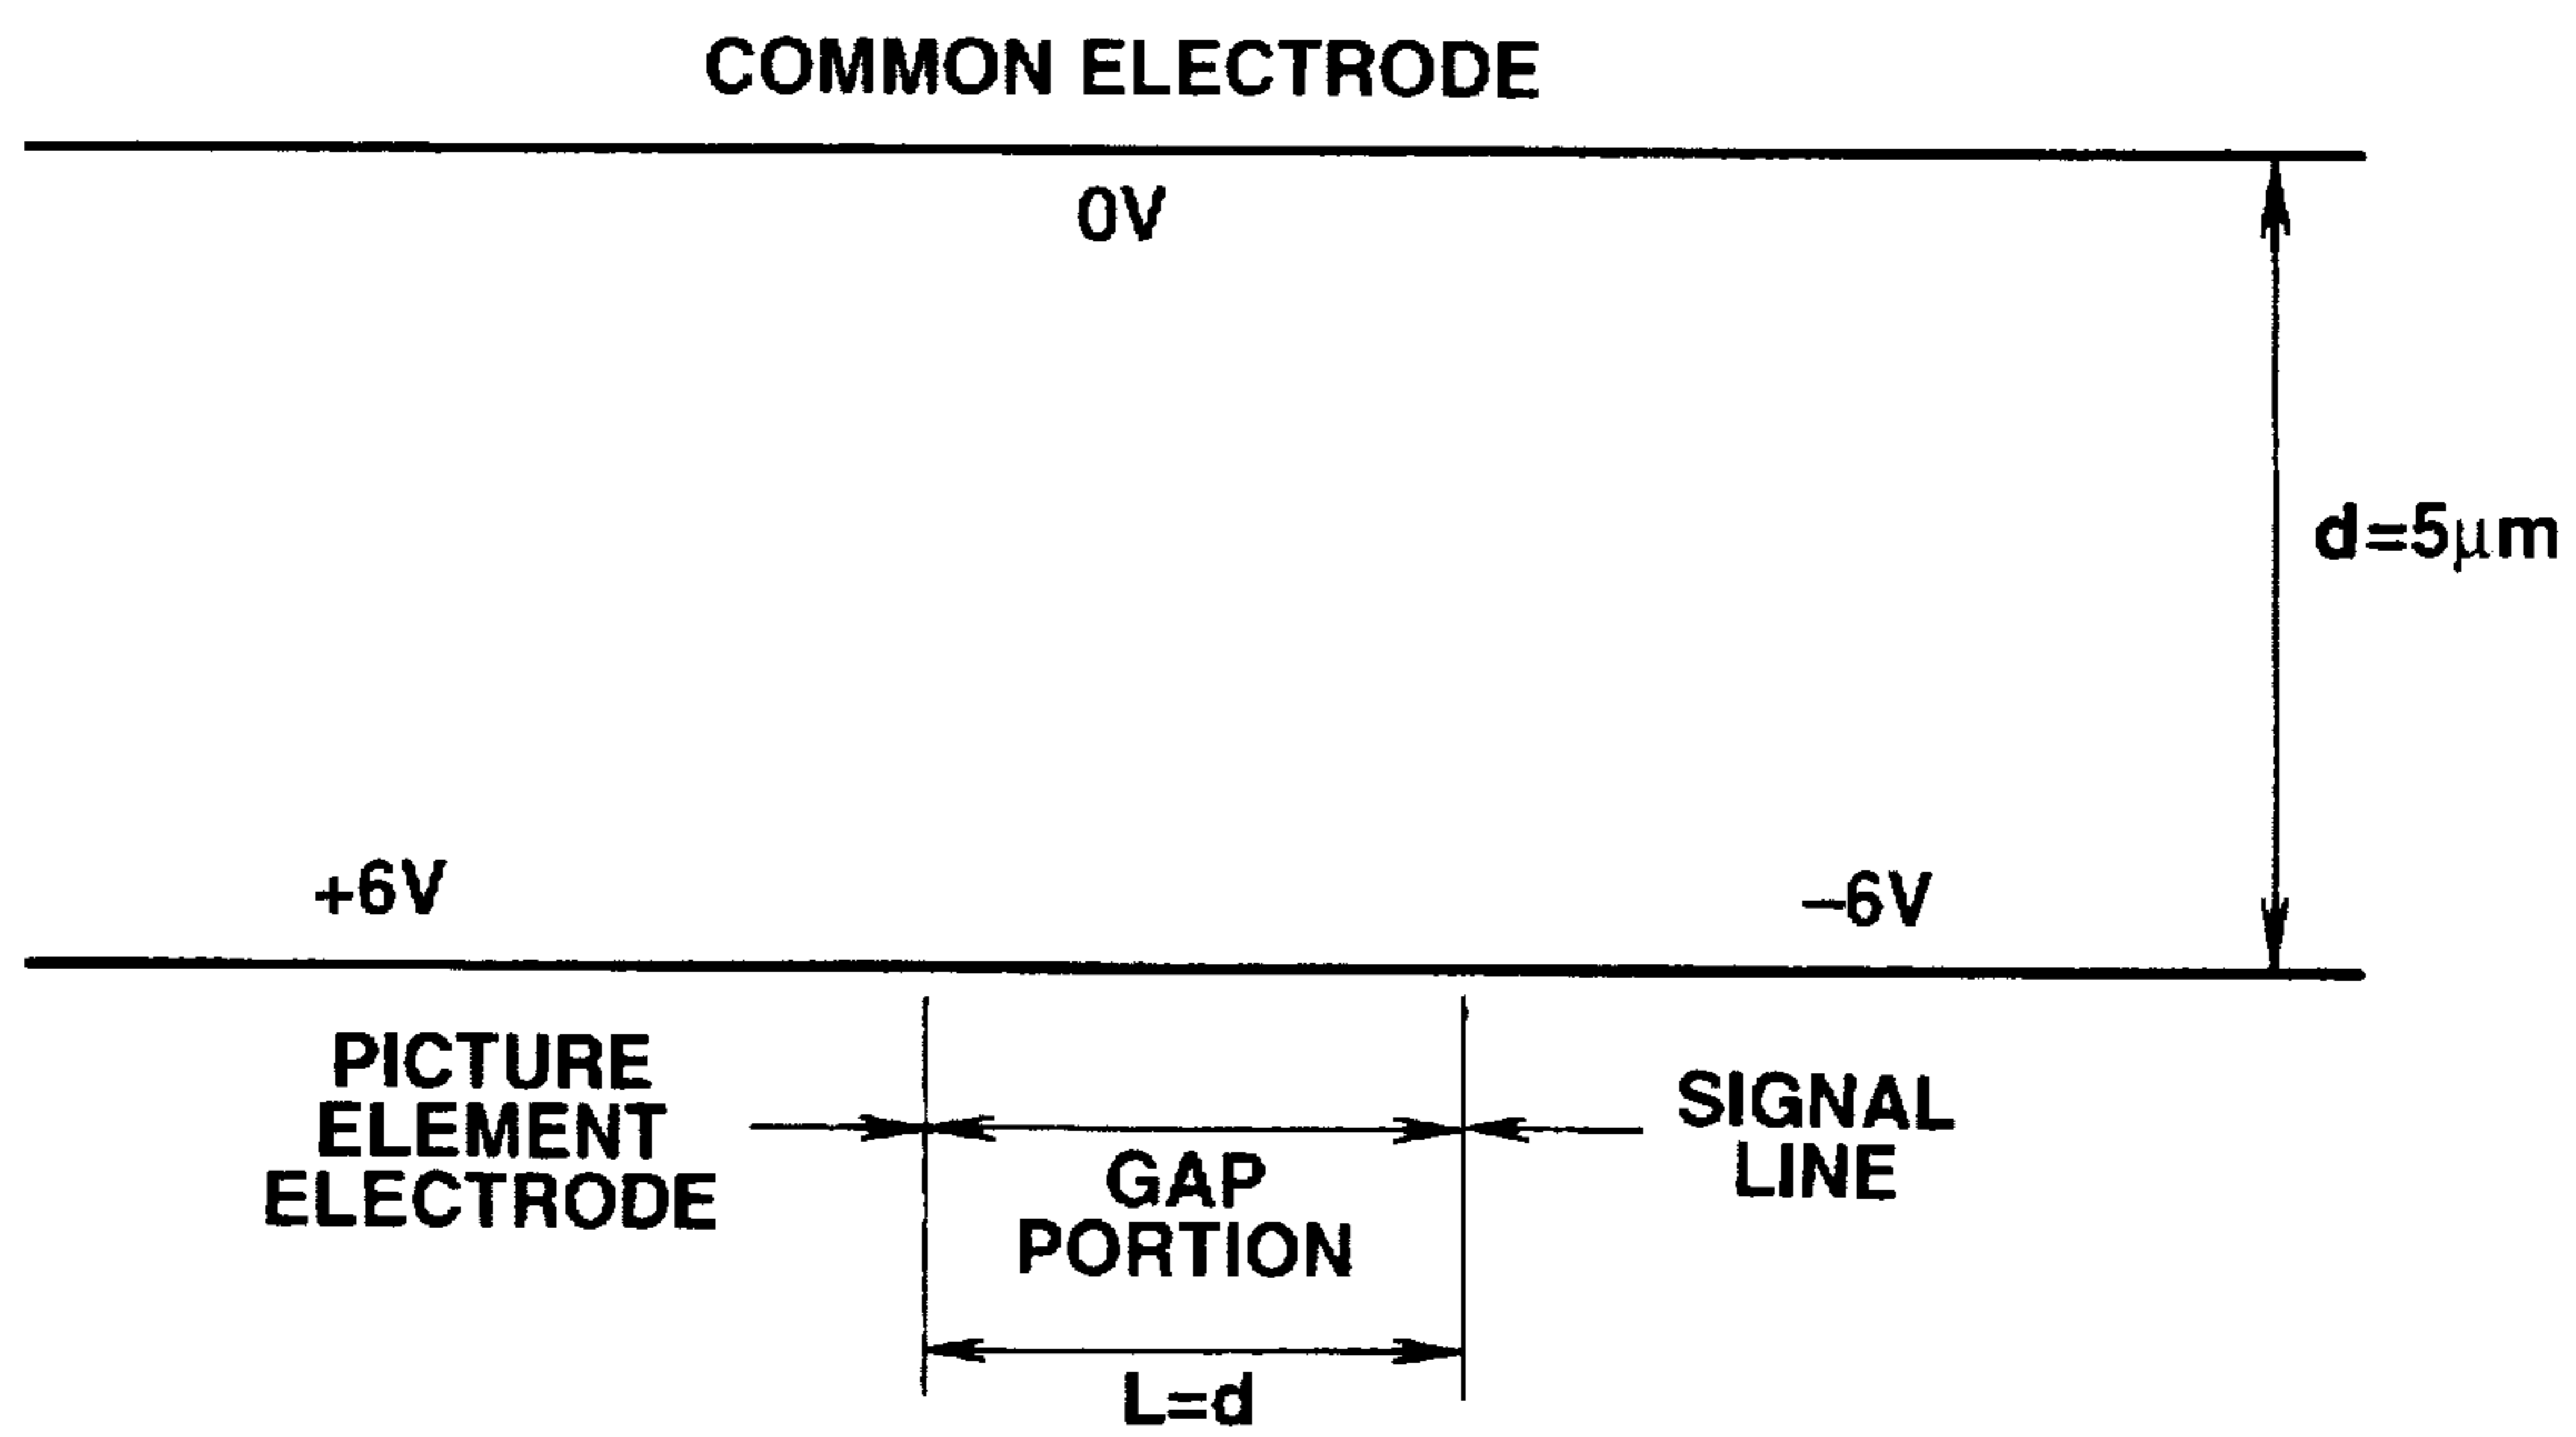 COMMON ELECTRODE
0V
d=5μm
+6V
–6V
PICTURE
ELEMENT
ELECTRODE
GAP
PORTION
SIGNAL
LINE
L=d